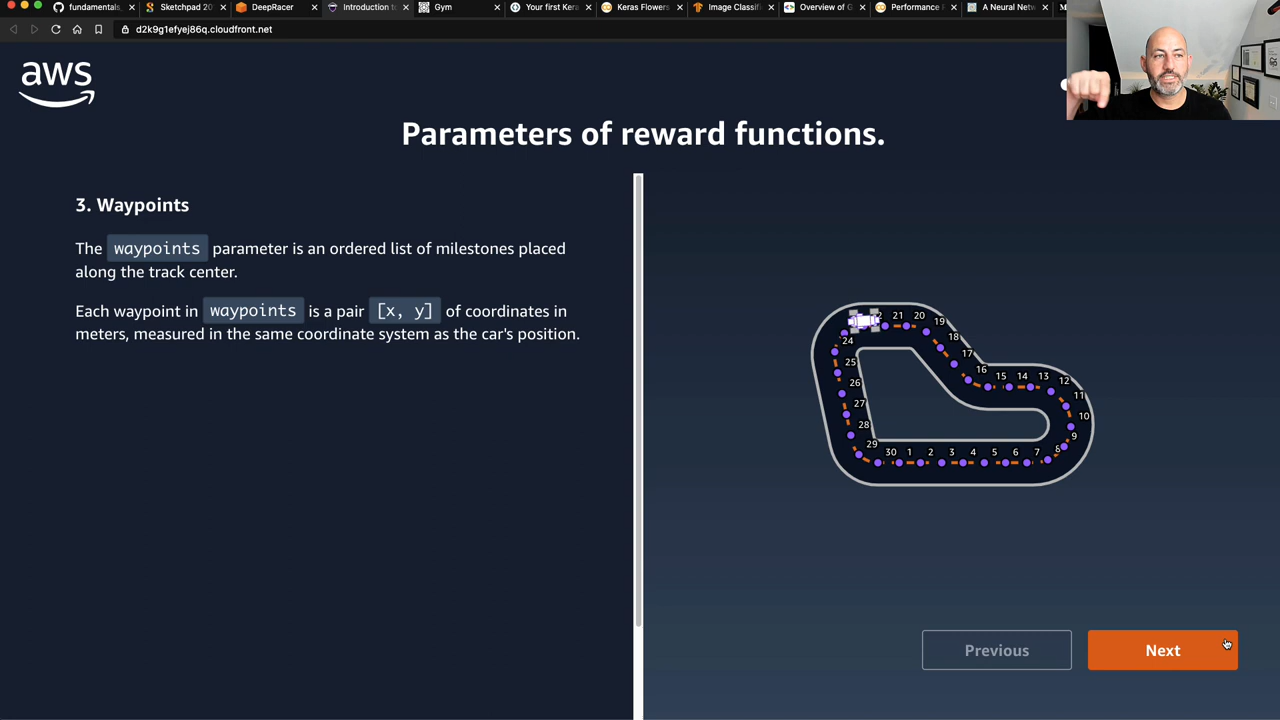 fundamentals,
Sketchpad 20
DeepRacer
Introduction to
Gym
Your first Kera
Keras Flowers
Image Classifi
Overview of G
Performance R
A Neural Netw
d2k9g1efyej86q.cloudfront.net
aws
Parameters of reward functions.
3. Waypoints
The waypoints parameter is an ordered list of milestones placed
along the track center.
Each waypoint in waypoints is a pair [x, y] of coordinates in
meters, measured in the same coordinate system as the car's position.
21 20 19
18
17
16 15 14 13 12
11
10
9
8
24
25
26
27
28
29
30 1 2 3 4 5 6 7
Previous
Next